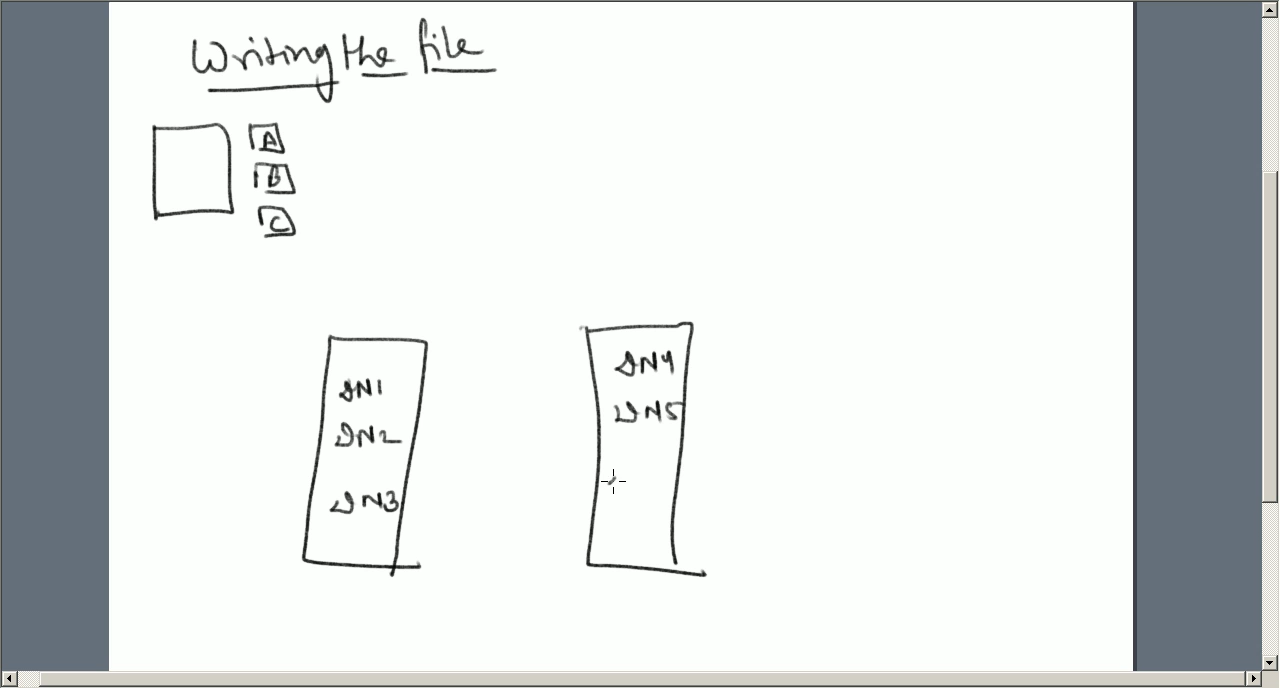 Writing the file
A
B
C
DN1
DN2
DN3
DN4
DN5